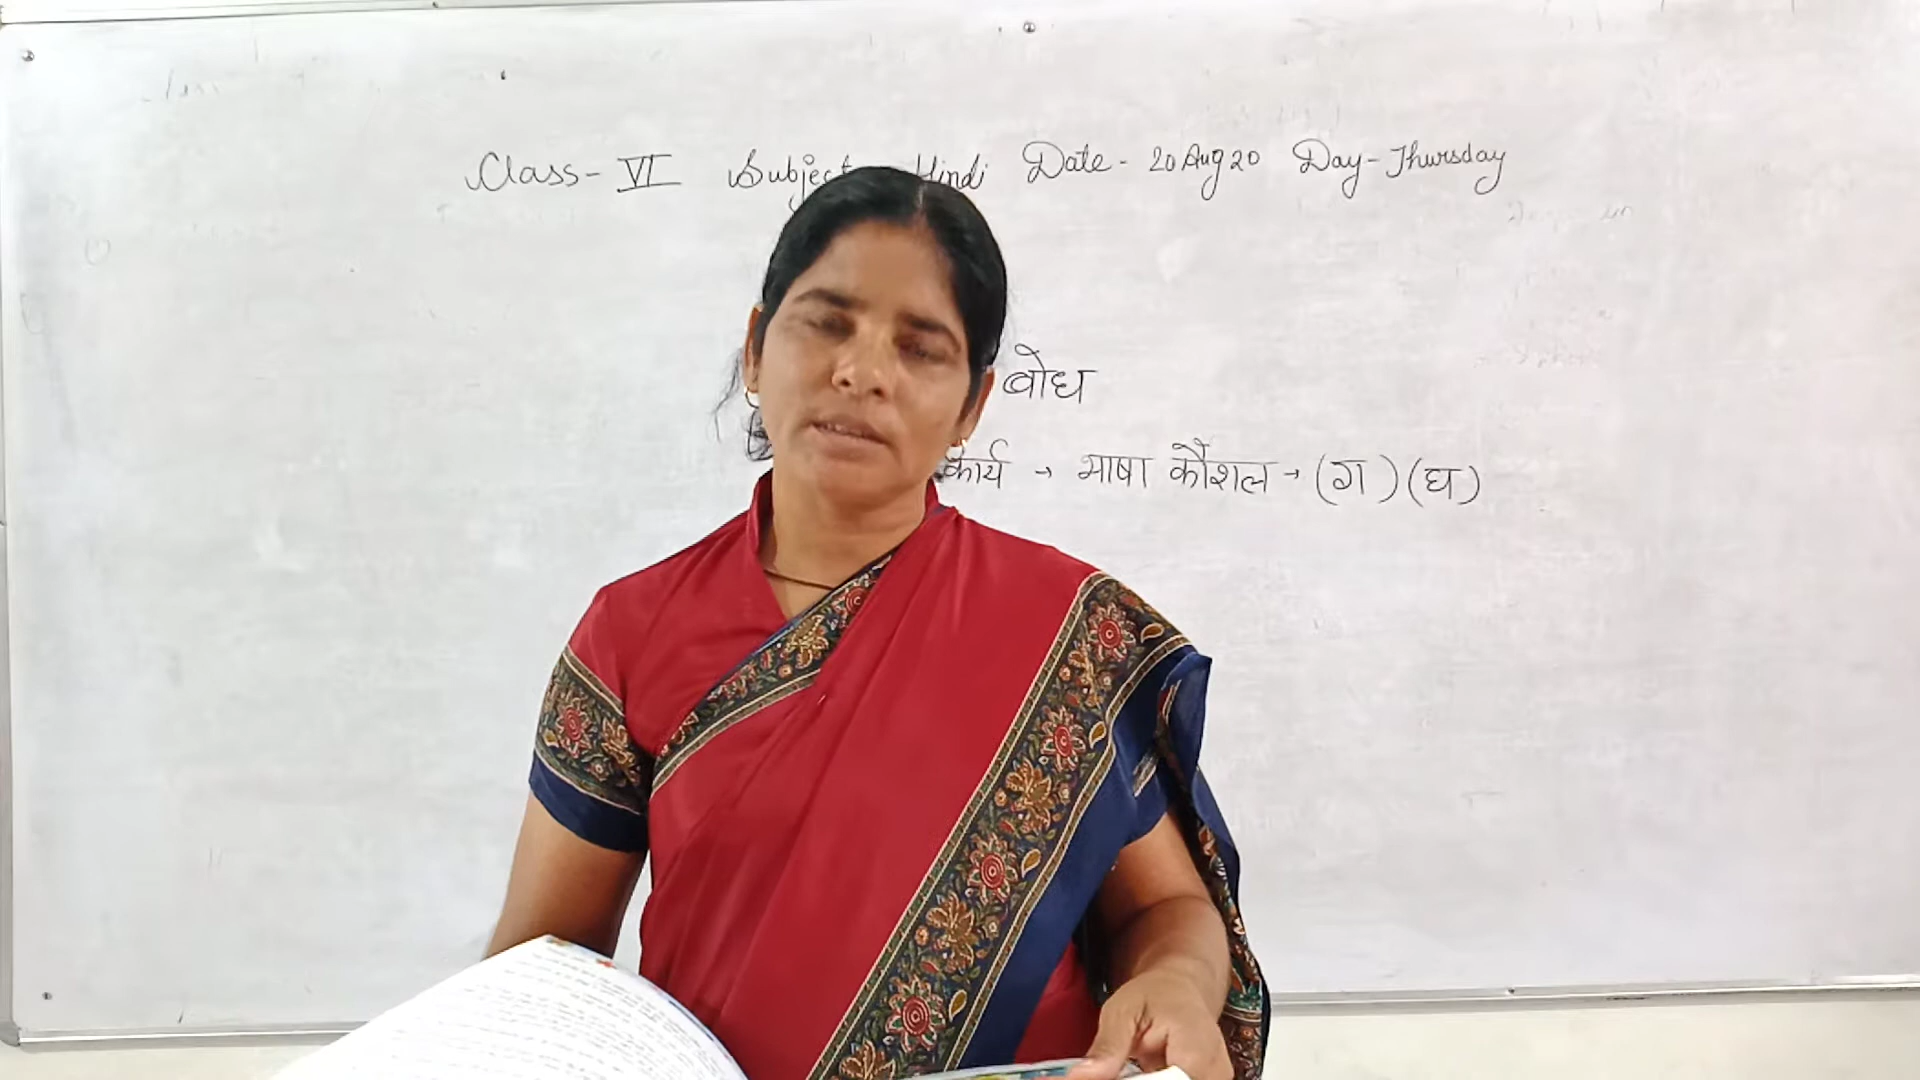 Class- VI Subject Hindi Date - 20 Aug 20 Day - Thursday
बोध
कार्य → भाषा कौशल → (ग) (घ)